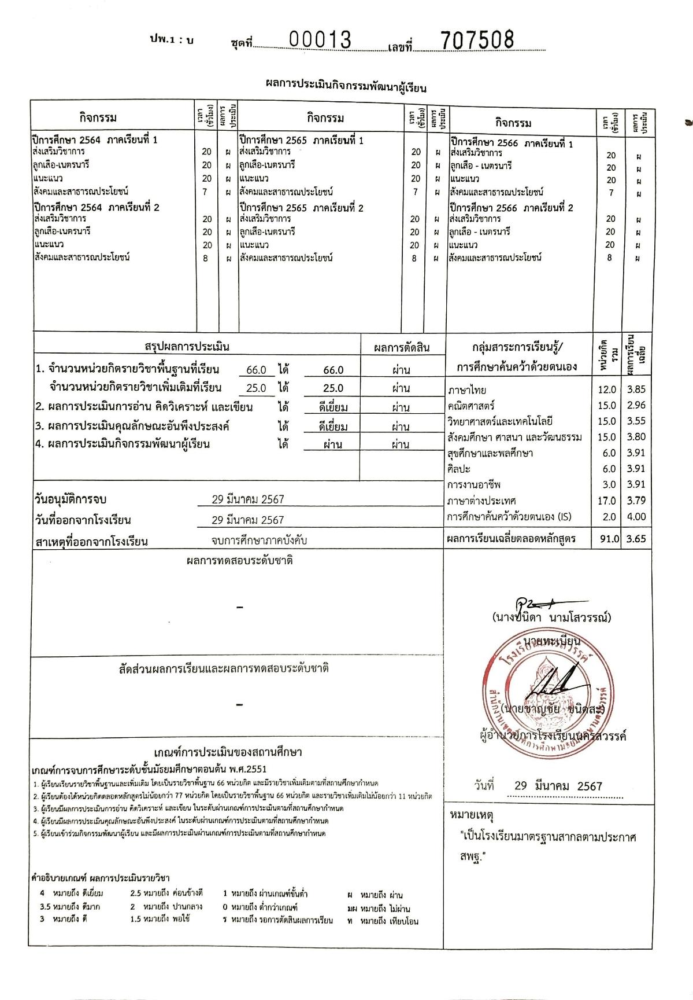 ปพ.1 : บ ชุดที่ 00013 เลขที่ 707508
ผลการประเมินกิจกรรมพัฒนาผู้เรียน
กิจกรรม เวลา (ชั่วโมง) ผลการประเมิน กิจกรรม เวลา (ชั่วโมง) ผลการประเมิน กิจกรรม เวลา (ชั่วโมง) ผลการประเมิน
ปีการศึกษา 2564 ภาคเรียนที่ 1 ปีการศึกษา 2565 ภาคเรียนที่ 1 ปีการศึกษา 2566 ภาคเรียนที่ 1
ส่งเสริมวิชาการ 20 ผ ส่งเสริมวิชาการ 20 ผ ส่งเสริมวิชาการ 20 ผ
ลูกเสือ-เนตรนารี 20 ผ ลูกเสือ-เนตรนารี 20 ผ ลูกเสือ - เนตรนารี 20 ผ
แนะแนว 20 ผ แนะแนว 20 ผ แนะแนว 20 ผ
สังคมและสาธารณประโยชน์ 7 ผ สังคมและสาธารณประโยชน์ 7 ผ สังคมและสาธารณประโยชน์ 7 ผ
ปีการศึกษา 2564 ภาคเรียนที่ 2 ปีการศึกษา 2565 ภาคเรียนที่ 2 ปีการศึกษา 2566 ภาคเรียนที่ 2
ส่งเสริมวิชาการ 20 ผ ส่งเสริมวิชาการ 20 ผ ส่งเสริมวิชาการ 20 ผ
ลูกเสือ-เนตรนารี 20 ผ ลูกเสือ-เนตรนารี 20 ผ ลูกเสือ - เนตรนารี 20 ผ
แนะแนว 20 ผ แนะแนว 20 ผ แนะแนว 20 ผ
สังคมและสาธารณประโยชน์ 8 ผ สังคมและสาธารณประโยชน์ 8 ผ สังคมและสาธารณประโยชน์ 8 ผ
สรุปผลการประเมิน ผลการตัดสิน
1. จำนวนหน่วยกิตรายวิชาพื้นฐานที่เรียน 66.0 ได้ 66.0 ผ่าน
จำนวนหน่วยกิตรายวิชาเพิ่มเติมที่เรียน 25.0 ได้ 25.0 ผ่าน
2. ผลการประเมินการอ่าน คิดวิเคราะห์ และเขียน ได้ ดีเยี่ยม ผ่าน
3. ผลการประเมินคุณลักษณะอันพึงประสงค์ ได้ ดีเยี่ยม ผ่าน
4. ผลการประเมินกิจกรรมพัฒนาผู้เรียน ได้ ผ่าน ผ่าน
วันอนุมัติการจบ 29 มีนาคม 2567
วันที่ออกจากโรงเรียน 29 มีนาคม 2567
สาเหตุที่ออกจากโรงเรียน จบการศึกษาภาคบังคับ
กลุ่มสาระการเรียนรู้/ หน่วยกิตรวม ผลการเรียนเฉลี่ย
การศึกษาค้นคว้าด้วยตนเอง
ภาษาไทย 12.0 3.85
คณิตศาสตร์ 15.0 2.96
วิทยาศาสตร์และเทคโนโลยี 15.0 3.55
สังคมศึกษา ศาสนา และวัฒนธรรม 15.0 3.80
สุขศึกษาและพลศึกษา 6.0 3.91
ศิลปะ 6.0 3.91
การงานอาชีพ 3.0 3.91
ภาษาต่างประเทศ 17.0 3.79
การศึกษาค้นคว้าด้วยตนเอง (IS) 2.0 4.00
ผลการเรียนเฉลี่ยตลอดหลักสูตร 91.0 3.65
ผลการทดสอบระดับชาติ
–
สัดส่วนผลการเรียนและผลการทดสอบระดับชาติ
–
เกณฑ์การประเมินของสถานศึกษา
เกณฑ์การจบการศึกษาระดับชั้นมัธยมศึกษาตอนต้น พ.ศ.2551
1. ผู้เรียนเรียนรายวิชาพื้นฐานและเพิ่มเติม โดยเป็นรายวิชาพื้นฐาน 66 หน่วยกิต และมีรายวิชาเพิ่มเติมตามที่สถานศึกษากำหนด
2. ผู้เรียนต้องได้หน่วยกิตตลอดหลักสูตรไม่น้อยกว่า 77 หน่วยกิต โดยเป็นรายวิชาพื้นฐาน 66 หน่วยกิต และรายวิชาเพิ่มเติมไม่น้อยกว่า 11 หน่วยกิต
3. ผู้เรียนมีผลการประเมินการอ่าน คิดวิเคราะห์ และเขียน ในระดับผ่านเกณฑ์การประเมินตามที่สถานศึกษากำหนด
4. ผู้เรียนมีผลการประเมินคุณลักษณะอันพึงประสงค์ ในระดับผ่านเกณฑ์การประเมินตามที่สถานศึกษากำหนด
5. ผู้เรียนเข้าร่วมกิจกรรมพัฒนาผู้เรียน และมีผลการประเมินผ่านเกณฑ์การประเมินตามที่สถานศึกษากำหนด
คำอธิบายเกณฑ์ ผลการประเมินรายวิชา
4 หมายถึง ดีเยี่ยม 2.5 หมายถึง ค่อนข้างดี 1 หมายถึง ผ่านเกณฑ์ขั้นต่ำ ผ หมายถึง ผ่าน
3.5 หมายถึง ดีมาก 2 หมายถึง ปานกลาง 0 หมายถึง ต่ำกว่าเกณฑ์ มผ หมายถึง ไม่ผ่าน
3 หมายถึง ดี 1.5 หมายถึง พอใช้ ร หมายถึง รอการตัดสินผลการเรียน ท หมายถึง เทียบโอน
(นางชนิดา นามโสวรรณ์)
นายทะเบียน
โรงเรียนนครสวรรค์
(นายชาญชัย ชนิดสะ)
ผู้อำนวยการโรงเรียนนครสวรรค์
สำนักงานเขตพื้นที่การศึกษามัธยมศึกษานครสวรรค์
วันที่ 29 มีนาคม 2567
หมายเหตุ
"เป็นโรงเรียนมาตรฐานสากลตามประกาศ
สพฐ."